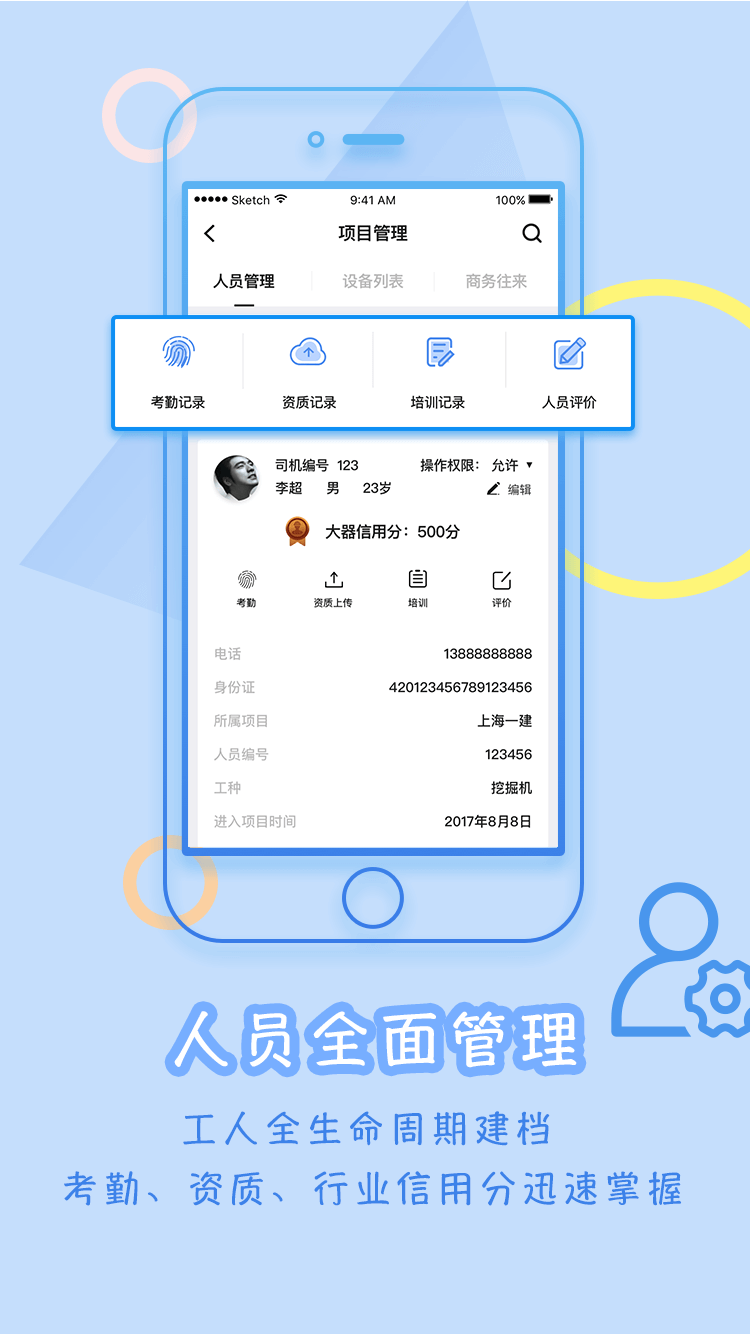 ●●●●● Sketch 9:41 AM 100%
项目管理
人员管理 设备列表 商务往来
考勤记录 资质记录 培训记录 人员评价
司机编号 123 操作权限： 允许 ▼
李超 男 23岁 编辑
大器信用分：500分
考勤 资质上传 培训 评价
电话 13888888888
身份证 420123456789123456
所属项目 上海一建
人员编号 123456
工种 挖掘机
进入项目时间 2017年8月8日
人员全面管理
工人全生命周期建档
考勤、资质、行业信用分迅速掌握